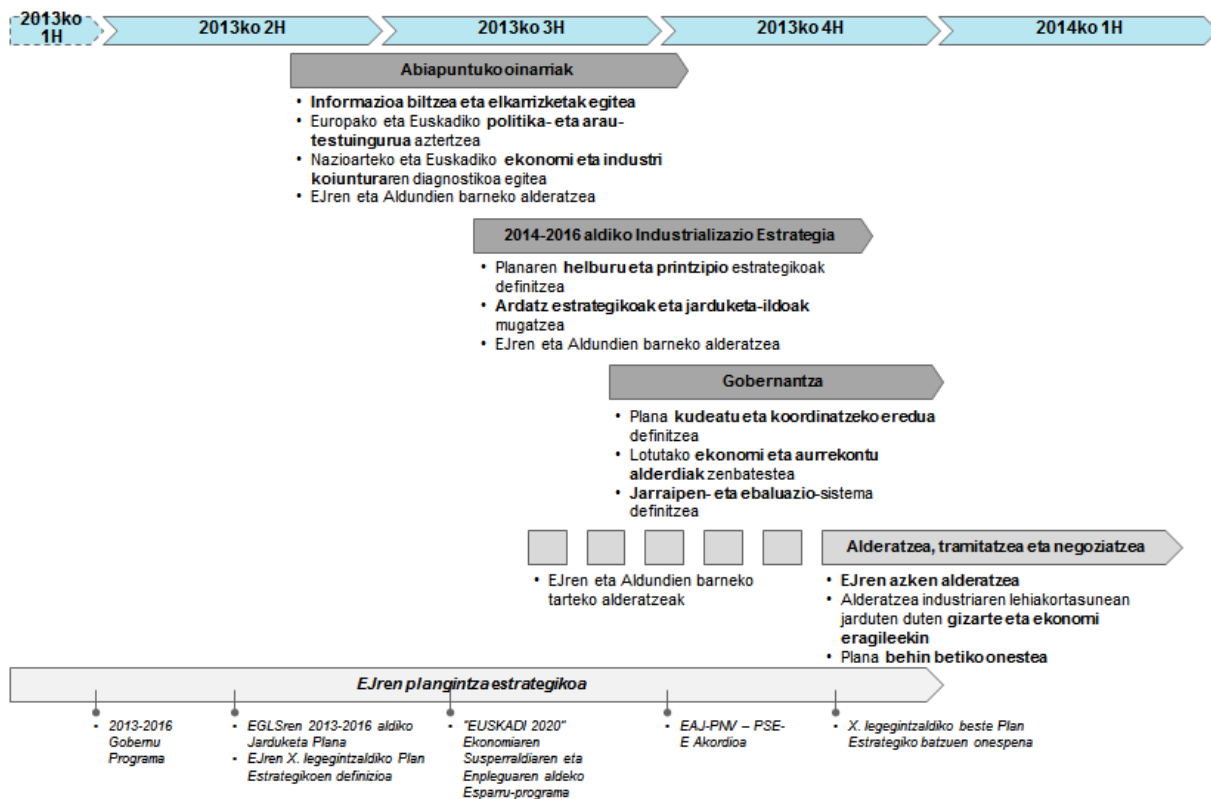 2013ko
1H
2013ko 2H
2013ko 3H
2013ko 4H
2014ko 1H
Abiapuntuko oinarriak
• Informazioa biltzea eta elkarrizketak egitea
• Europako eta Euskadiko politika- eta arau-
testuingurua aztertzea
• Nazioarteko eta Euskadiko ekonomi eta industri
koiunturaren diagnostikoa egitea
• EJren eta Aldundien barneko alderatzea
2014-2016 aldiko Industrializazio Estrategia
• Planaren helburu eta printzipio estrategikoak
definitzea
• Ardatz estrategikoak eta jarduketa-ildoak
mugatzea
• EJren eta Aldundien barneko alderatzea
Gobernantza
• Plana kudeatu eta koordinatzeko eredua
definitzea
• Lotutako ekonomi eta aurrekontu
alderdiak zenbatestea
• Jarraipen- eta ebaluazio-sistema
definitzea
• EJren eta Aldundien barneko
tarteko alderatzeak
Alderatzea, tramitatzea eta negoziatzea
• EJren azken alderatzea
• Alderatzea industriaren lehiakortasunean
jarduten duten gizarte eta ekonomi
eragileekin
• Plana behin betiko onestea
EJren plangintza estrategikoa
• 2013-2016
Gobernu
Programa
• EGLSren 2013-2016 aldiko
Jarduketa Plana
• EJren X. legegintzaldiko Plan
Estrategikoen definizioa
• "EUSKADI 2020"
Ekonomiaren
Susperraldiaren eta
Enpleguaren aldeko
Esparru-programa
• EAJ-PNV – PSE-
E Akordioa
• X. legegintzaldiko beste Plan
Estrategiko batzuen onespena